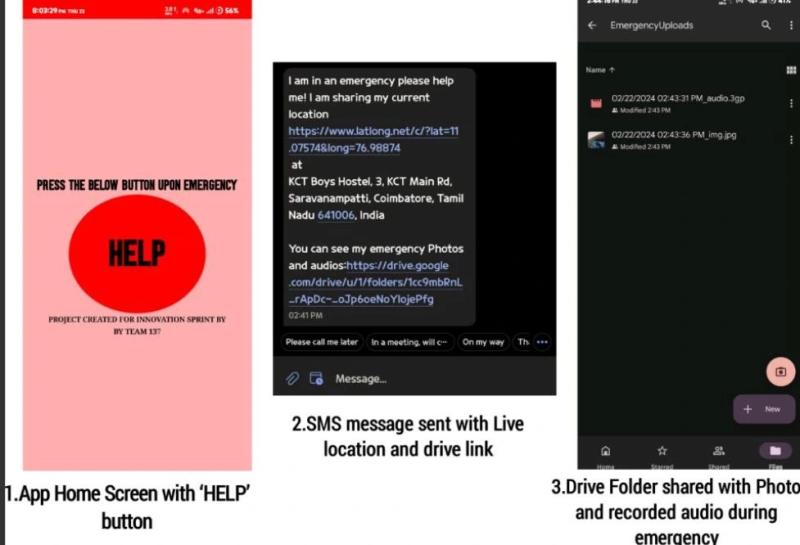 8:03:29 PM THU 22
56%
PRESS THE BELOW BUTTON UPON EMERGENCY
HELP
PROJECT CREATED FOR INNOVATION SPRINT BY
BY TEAM 137
1.App Home Screen with ‘HELP’
button
I am in an emergency please help
me! I am sharing my current
location
https://www.latlong.net/c/?lat=11
.07574&long=76.98874
at
KCT Boys Hostel, 3, KCT Main Rd,
Saravanampatti, Coimbatore, Tamil
Nadu 641006, India
You can see my emergency Photos
and audios:https://drive.google
.com/drive/u/1/folders/1cc9mbRnL
_rApDc-_oJp6oeNoYlojePfg
02:41 PM
Please call me later
In a meeting, will c···
On my way
Message...
2.SMS message sent with Live
location and drive link
EmergencyUploads
Name ↑
02/22/2024 02:43:31 PM_audio.3gp
Modified 2:43 PM
02/22/2024 02:43:36 PM_img.jpg
Modified 2:43 PM
+ New
Home
Starred
Shared
Files
3.Drive Folder shared with Photo
and recorded audio during
emergency